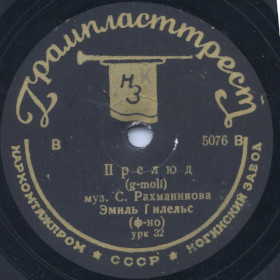 Грампласттрест
НЗ
В 5076 В
Прелюд
(g-moll)
муз. С. Рахманинова
Эмиль Гилельс
(ф-но)
урк 32
НАРКОМТЯЖПРОМ ★ СССР ★ НОГИНСКИЙ ЗАВОД